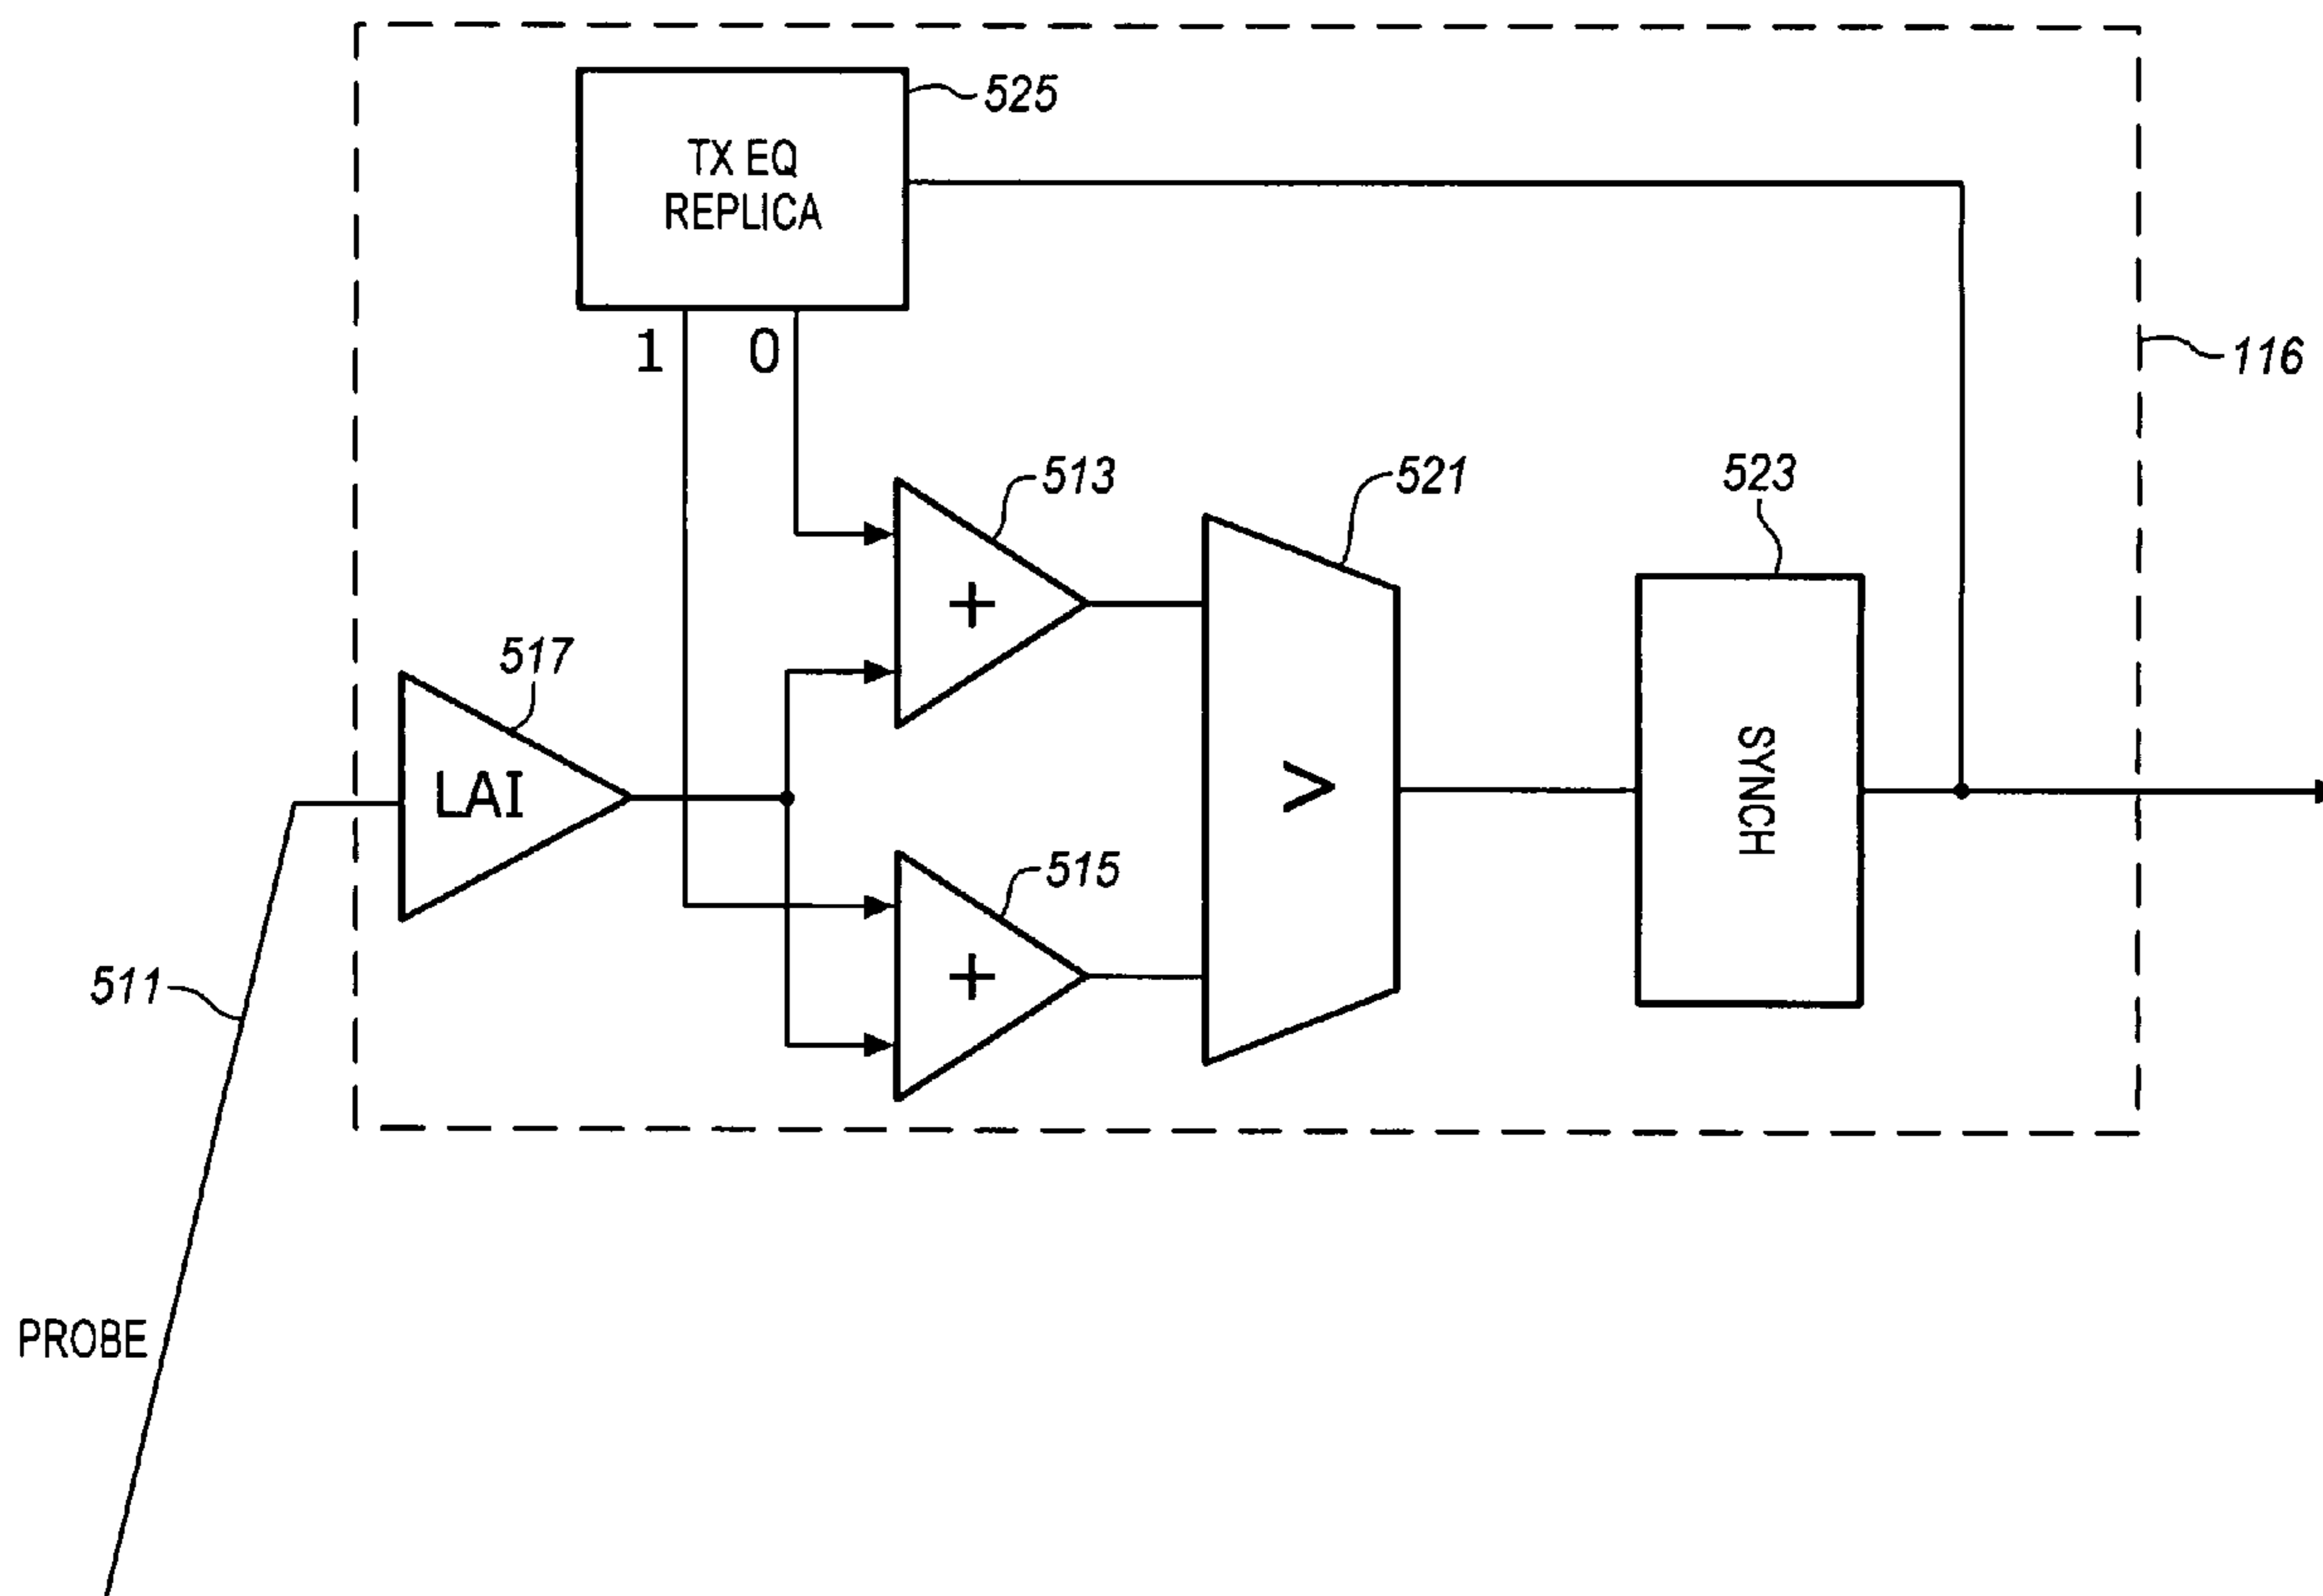 525
TX EQ
REPLICA
1 0
116
513
521
523
517
LAI
+
>
SYNCH
515
+
511
PROBE